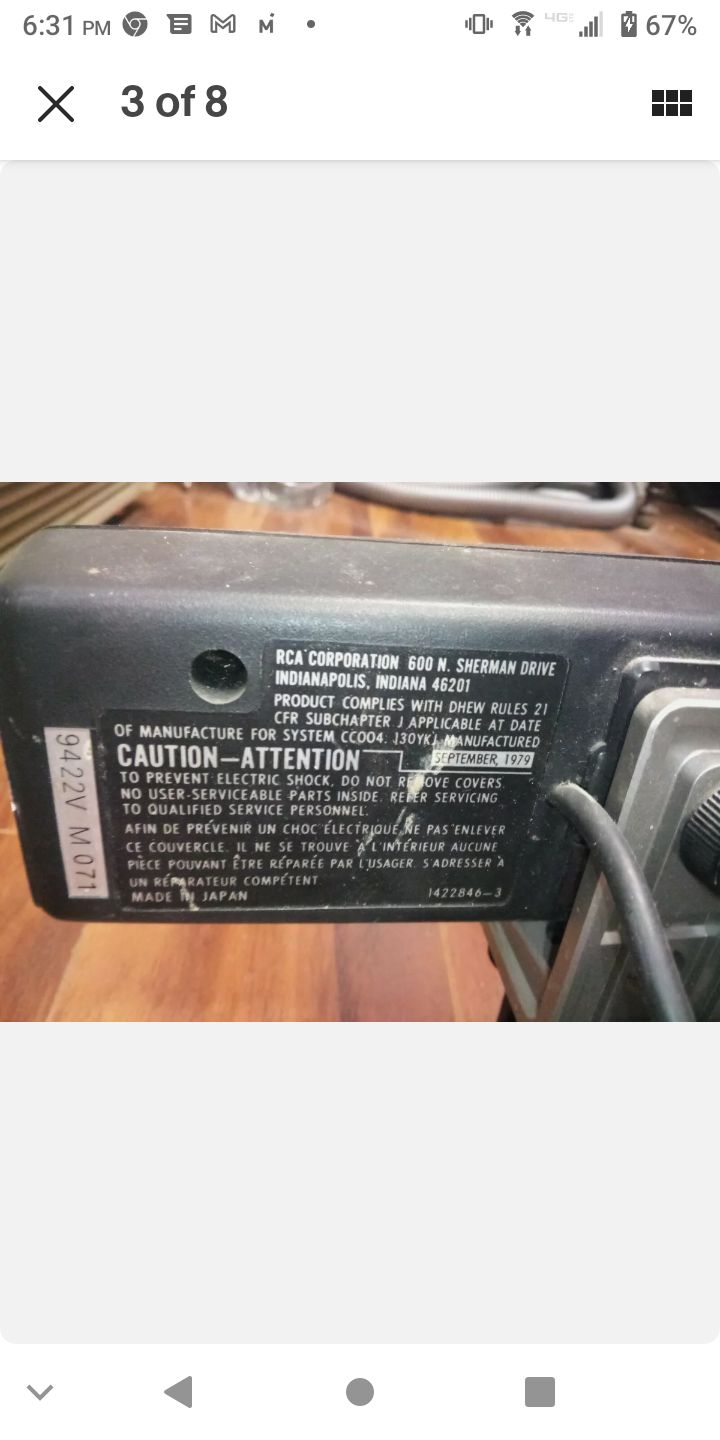 6:31 PM
4GE
67%
3 of 8
RCA CORPORATION 600 N. SHERMAN DRIVE
INDIANAPOLIS, INDIANA 46201
PRODUCT COMPLIES WITH DHEW RULES 21
CFR SUBCHAPTER J APPLICABLE AT DATE
OF MANUFACTURE FOR SYSTEM CC004. J30YKJ MANUFACTURED
CAUTION—ATTENTION
SEPTEMBER, 1979
TO PREVENT ELECTRIC SHOCK, DO NOT REMOVE COVERS.
NO USER-SERVICEABLE PARTS INSIDE. REFER SERVICING
TO QUALIFIED SERVICE PERSONNEL.
AFIN DE PRÉVENIR UN CHOC ÉLECTRIQUE, NE PAS ENLEVER
CE COUVERCLE. IL NE SE TROUVE À L'INTÉRIEUR AUCUNE
PIÈCE POUVANT ÊTRE RÉPARÉE PAR L'USAGER. S'ADRESSER À
UN RÉPARATEUR COMPÉTENT.
MADE IN JAPAN
1422846-3
9422V M 071